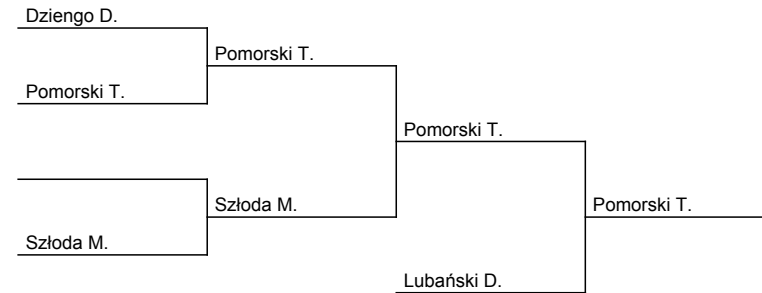 Dziengo D.
Pomorski T.
Pomorski T.
Pomorski T.
Szłoda M.
Pomorski T.
Szłoda M.
Lubański D.